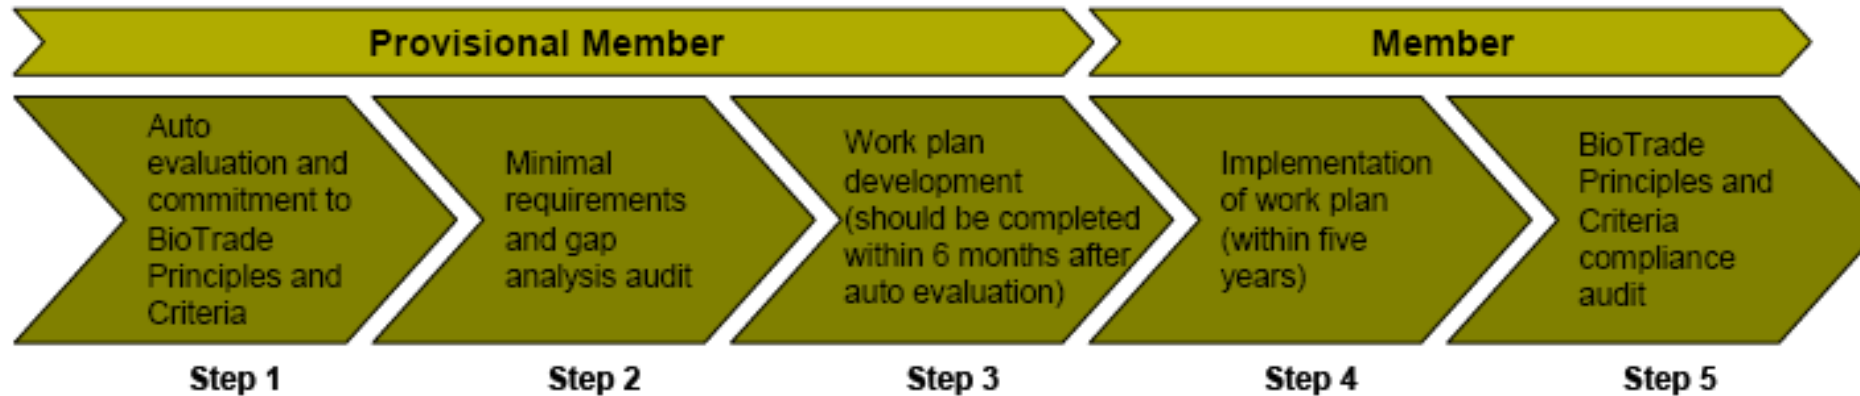 Provisional Member
Member
Auto
evaluation and
commitment to
BioTrade
Principles and
Criteria
Minimal
requirements
and gap
analysis audit
Work plan
development
(should be completed
within 6 months after
auto evaluation)
Implementation
of work plan
(within five
years)
BioTrade
Principles and
Criteria
compliance
audit
Step 1
Step 2
Step 3
Step 4
Step 5